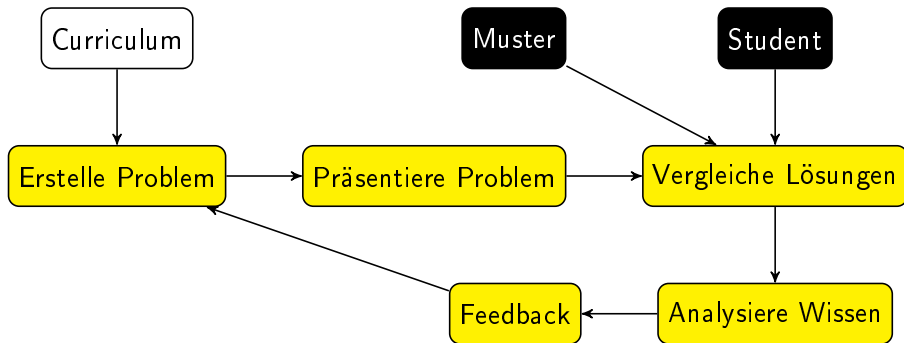 Curriculum
Muster
Student
Erstelle Problem
Präsentiere Problem
Vergleiche Lösungen
Feedback
Analysiere Wissen